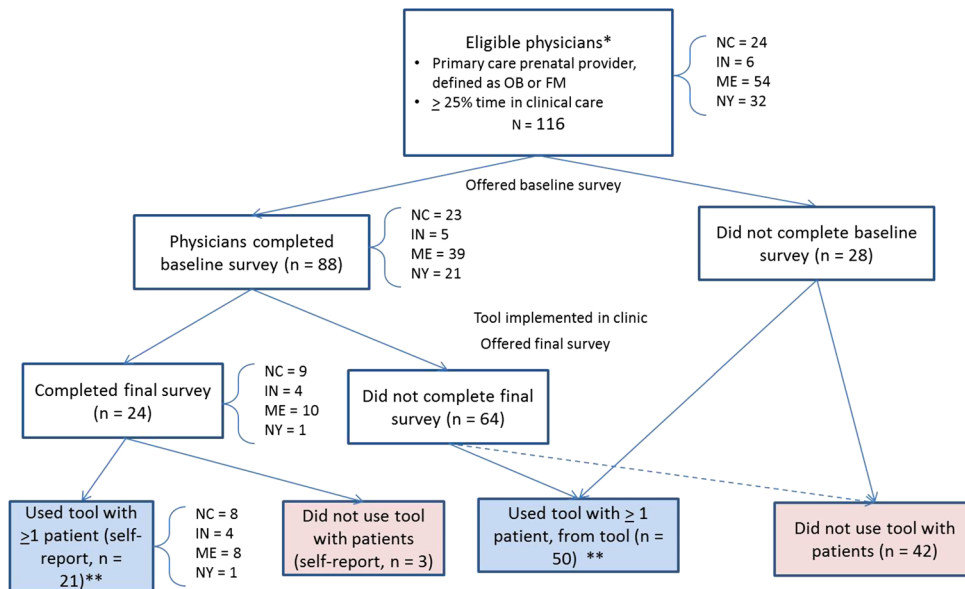 Eligible physicians*
• Primary care prenatal provider,
defined as OB or FM
• ≥ 25% time in clinical care
N = 116
NC = 24
IN = 6
ME = 54
NY = 32
Offered baseline survey
Physicians completed
baseline survey (n = 88)
NC = 23
IN = 5
ME = 39
NY = 21
Did not complete baseline
survey (n = 28)
Tool implemented in clinic
Offered final survey
Completed final survey
(n = 24)
NC = 9
IN = 4
ME = 10
NY = 1
Did not complete final
survey (n = 64)
Used tool with
≥1 patient (self-
report, n =
21)**
NC = 8
IN = 4
ME = 8
NY = 1
Did not use tool
with patients
(self-report, n = 3)
Used tool with ≥ 1
patient, from tool (n =
50) **
Did not use tool with
patients (n = 42)